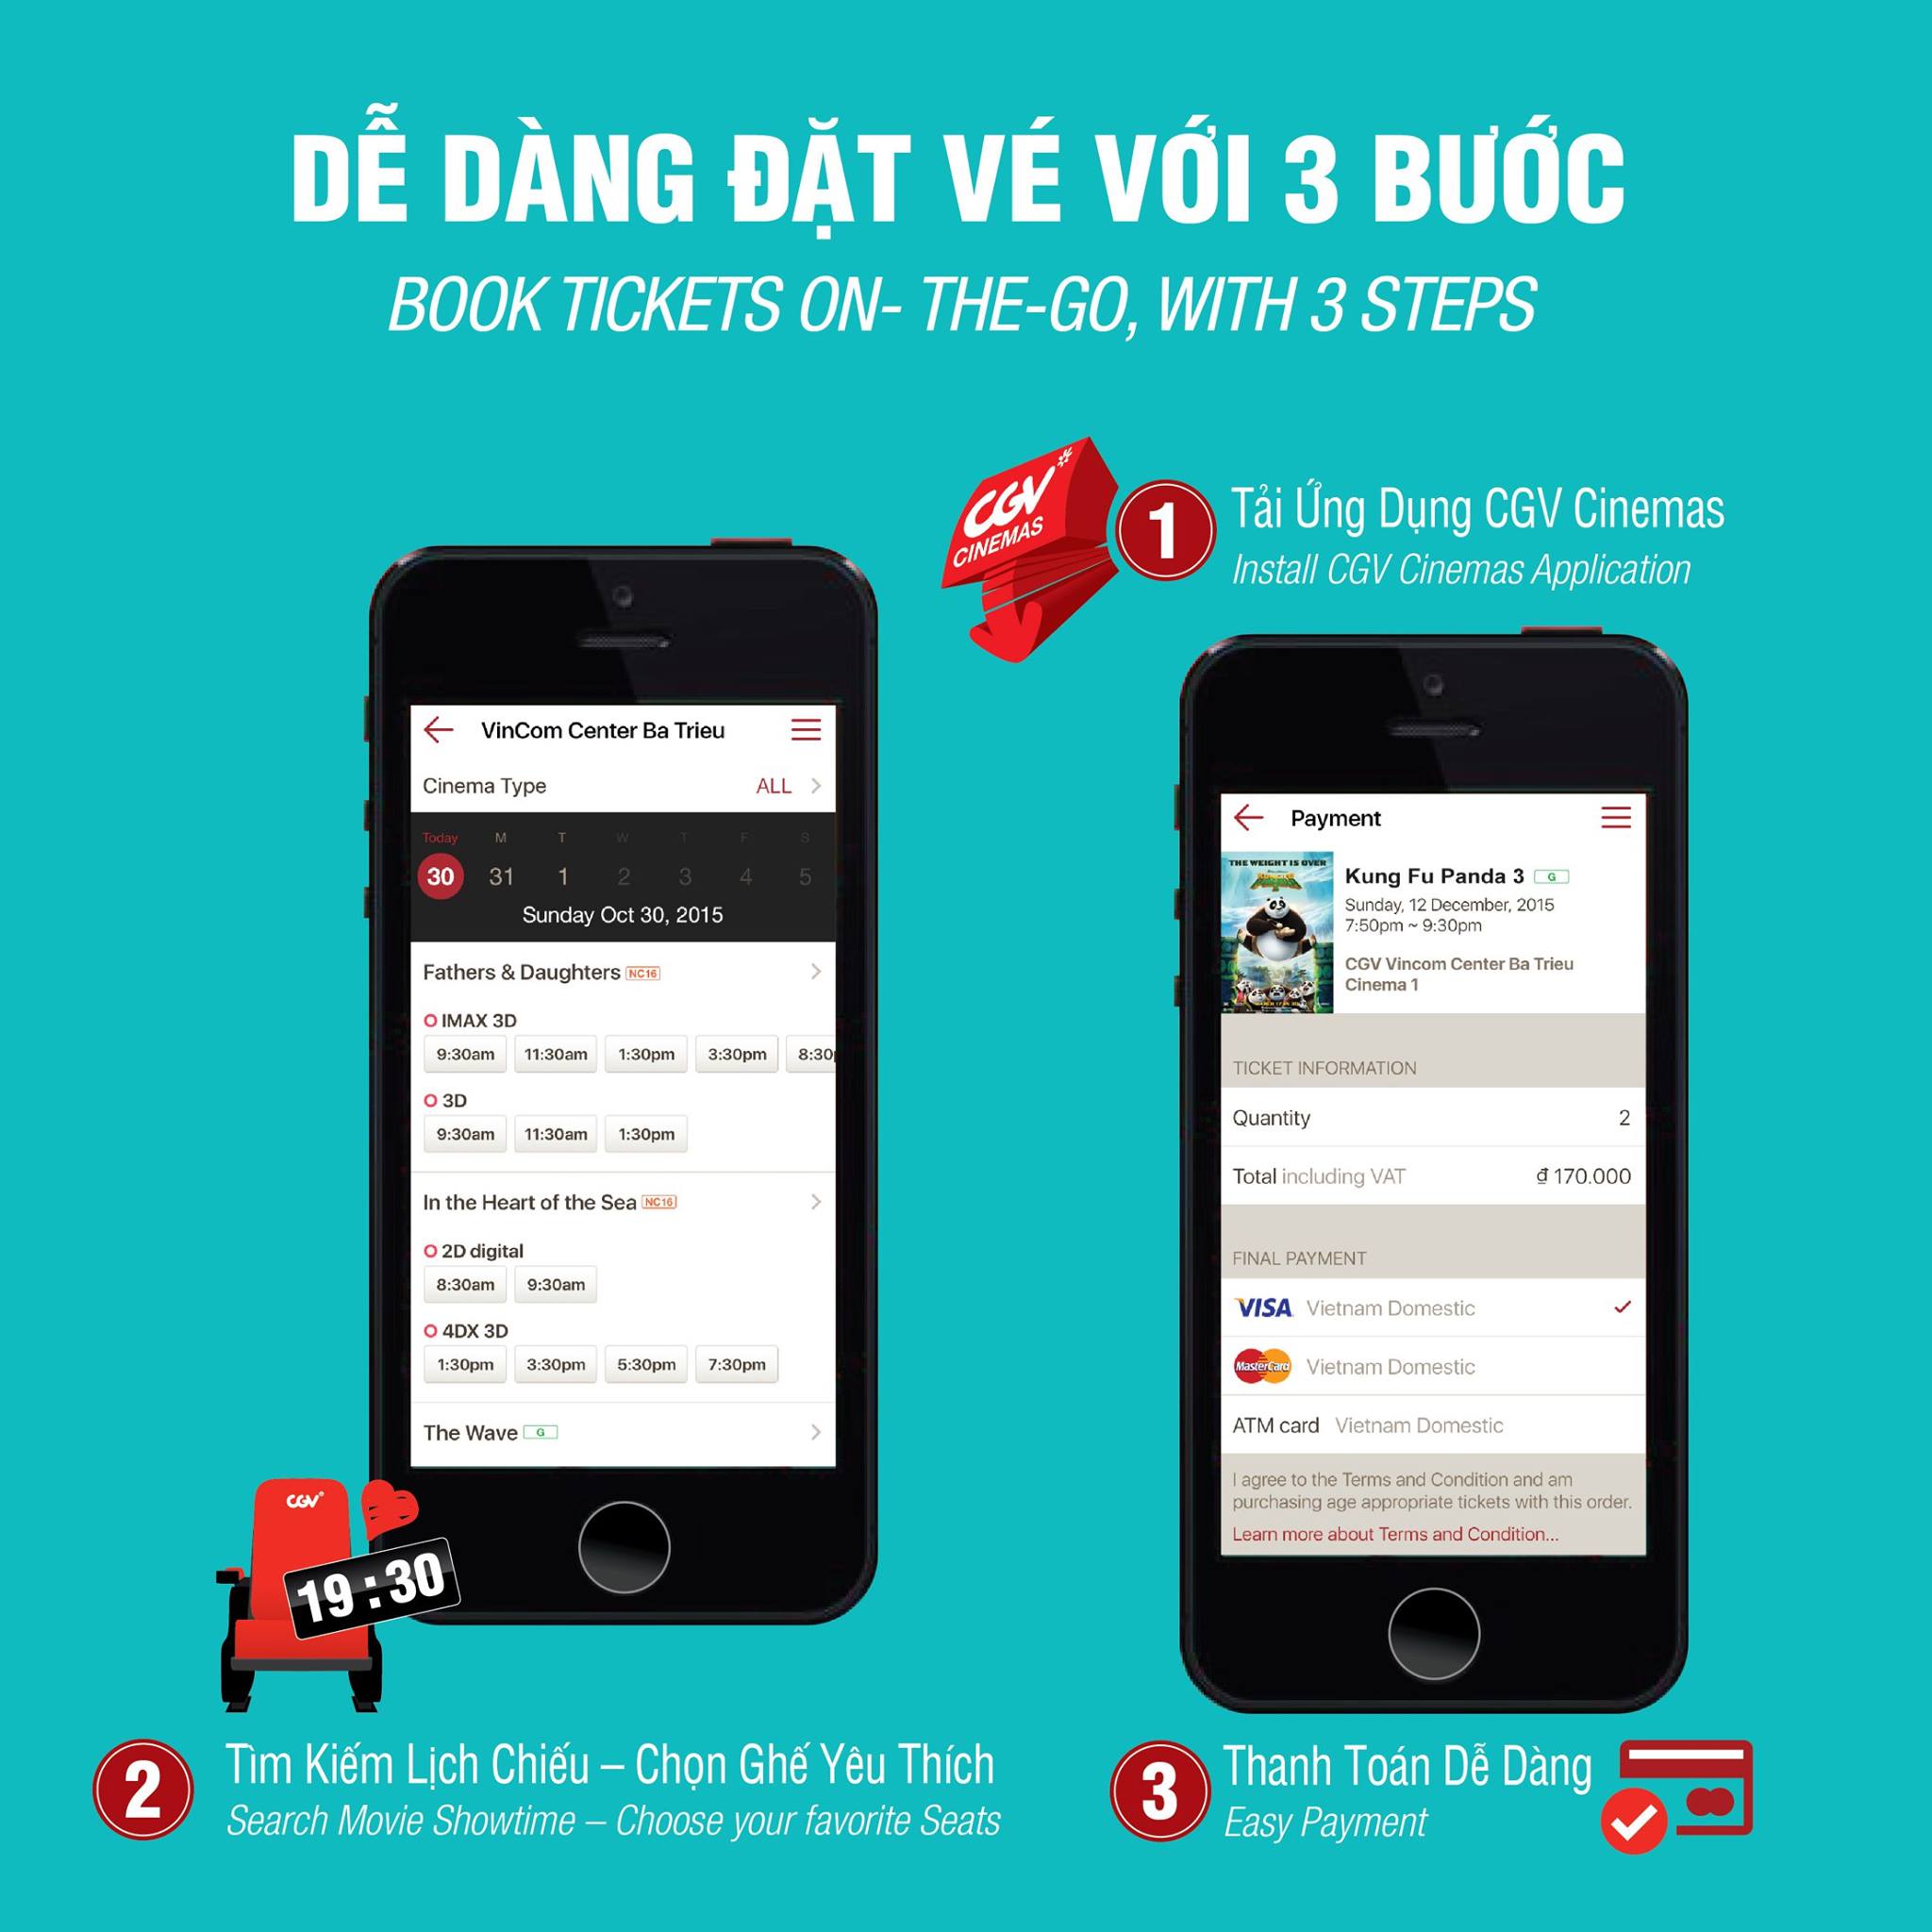 DỄ DÀNG ĐẶT VÉ VỚI 3 BƯỚC
BOOK TICKETS ON- THE-GO, WITH 3 STEPS
CGV
CINEMAS
1
Tải Ứng Dụng CGV Cinemas
Install CGV Cinemas Application
VinCom Center Ba Trieu
Cinema Type ALL
Today M T W T F S
30 31 1 2 3 4 5
Sunday Oct 30, 2015
Fathers & Daughters NC16
IMAX 3D
9:30am 11:30am 1:30pm 3:30pm 8:30
3D
9:30am 11:30am 1:30pm
In the Heart of the Sea NC16
2D digital
8:30am 9:30am
4DX 3D
1:30pm 3:30pm 5:30pm 7:30pm
The Wave G
CGV
19:30
2
Tìm Kiếm Lịch Chiếu – Chọn Ghế Yêu Thích
Search Movie Showtime – Choose your favorite Seats
Payment
THE WEIGHT IS OVER
Kung Fu Panda 3 G
Sunday, 12 December, 2015
7:50pm ~ 9:30pm
CGV Vincom Center Ba Trieu
Cinema 1
TICKET INFORMATION
Quantity 2
Total including VAT ₫ 170.000
FINAL PAYMENT
VISA Vietnam Domestic
MasterCard Vietnam Domestic
ATM card Vietnam Domestic
I agree to the Terms and Condition and am
purchasing age appropriate tickets with this order.
Learn more about Terms and Condition...
3
Thanh Toán Dễ Dàng
Easy Payment